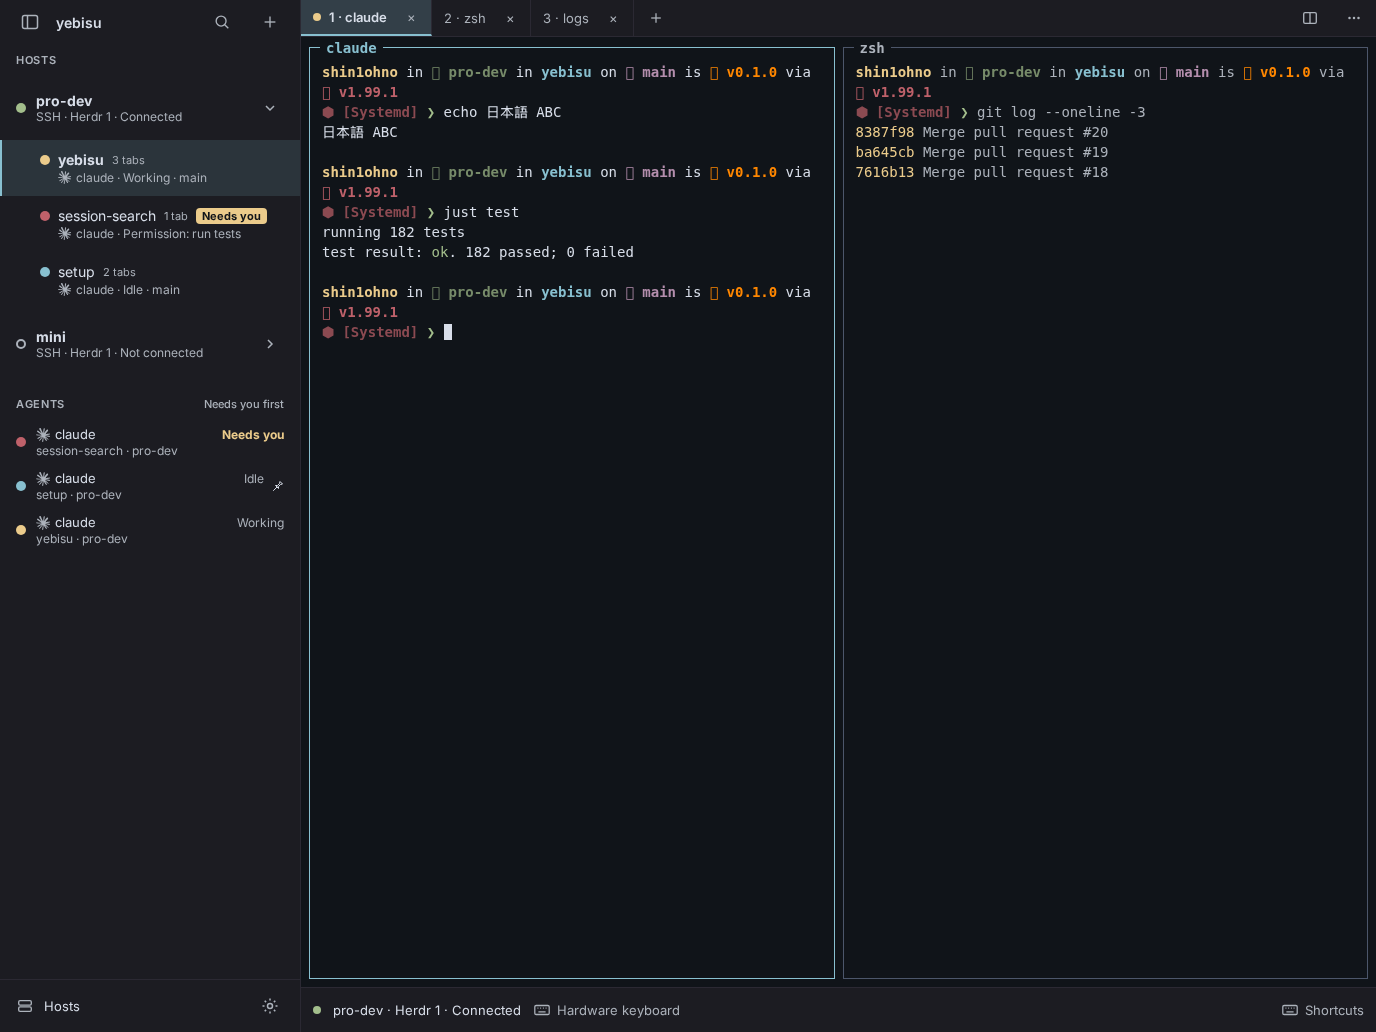 yebisu
HOSTS
pro-dev
SSH · Herdr 1 · Connected
yebisu 3 tabs
claude · Working · main
session-search 1 tab Needs you
claude · Permission: run tests
setup 2 tabs
claude · Idle · main
mini
SSH · Herdr 1 · Not connected
AGENTS Needs you first
claude Needs you
session-search · pro-dev
claude Idle
setup · pro-dev
claude Working
yebisu · pro-dev
Hosts
1 · claude ×
2 · zsh ×
3 · logs ×
claude
shin1ohno in pro-dev in yebisu on main is v0.1.0 via
v1.99.1
[Systemd] ❯ echo 日本語 ABC
日本語 ABC
shin1ohno in pro-dev in yebisu on main is v0.1.0 via
v1.99.1
[Systemd] ❯ just test
running 182 tests
test result: ok. 182 passed; 0 failed
shin1ohno in pro-dev in yebisu on main is v0.1.0 via
v1.99.1
[Systemd] ❯
zsh
shin1ohno in pro-dev in yebisu on main is v0.1.0 via
v1.99.1
[Systemd] ❯ git log --oneline -3
8387f98 Merge pull request #20
ba645cb Merge pull request #19
7616b13 Merge pull request #18
pro-dev · Herdr 1 · Connected
Hardware keyboard
Shortcuts